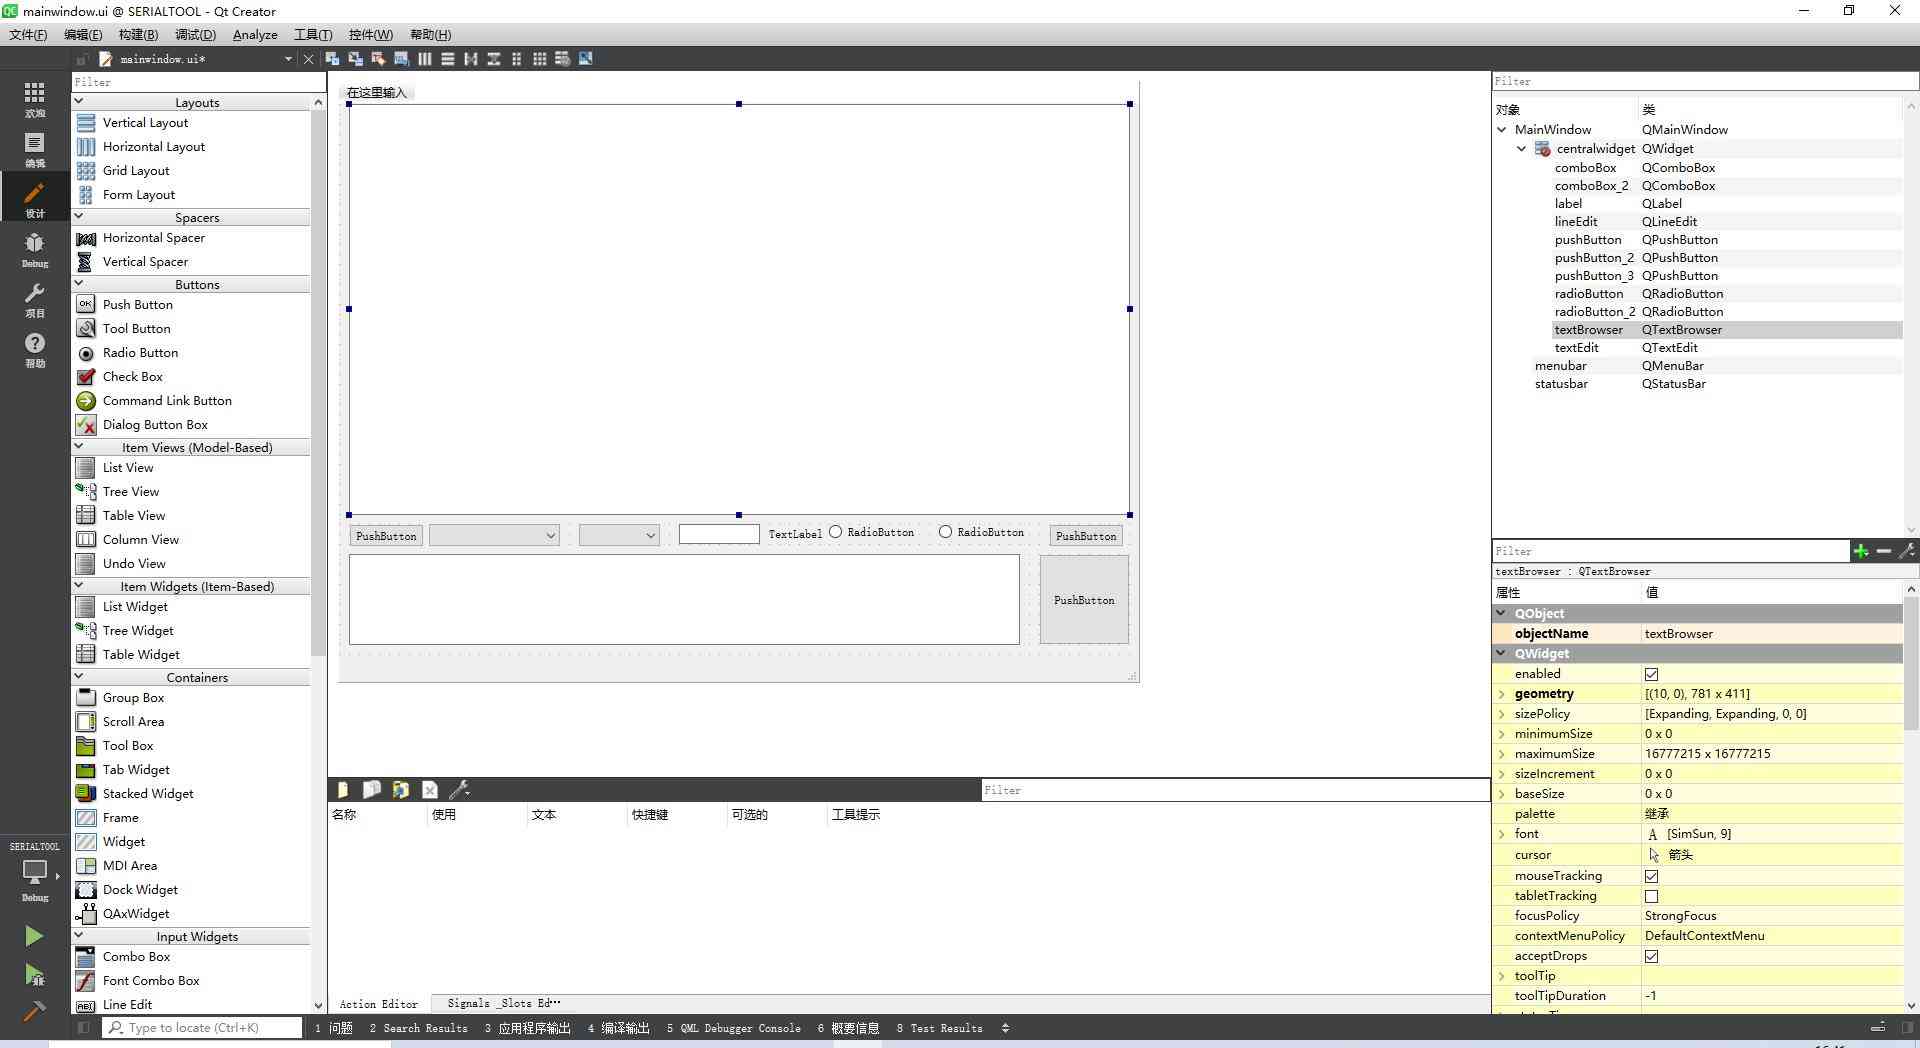 mainwindow.ui @ SERIALTOOL - Qt Creator
文件(F) 编辑(E) 构建(B) 调试(D) Analyze 工具(T) 控件(W) 帮助(H)
mainwindow.ui*
Filter
Layouts
Vertical Layout
Horizontal Layout
Grid Layout
Form Layout
Spacers
Horizontal Spacer
Vertical Spacer
Buttons
Push Button
Tool Button
Radio Button
Check Box
Command Link Button
Dialog Button Box
Item Views (Model-Based)
List View
Tree View
Table View
Column View
Undo View
Item Widgets (Item-Based)
List Widget
Tree Widget
Table Widget
Containers
Group Box
Scroll Area
Tool Box
Tab Widget
Stacked Widget
Frame
Widget
MDI Area
Dock Widget
QAxWidget
Input Widgets
Combo Box
Font Combo Box
Line Edit
欢迎
编辑
设计
Debug
项目
帮助
SERIALTOOL
Debug
在这里输入
PushButton
TextLabel RadioButton RadioButton PushButton
PushButton
Filter
名称 使用 文本 快捷键 可选的 工具提示
Action Editor Signals _Slots Ed…
Filter
对象 类
MainWindow QMainWindow
centralwidget QWidget
comboBox QComboBox
comboBox_2 QComboBox
label QLabel
lineEdit QLineEdit
pushButton QPushButton
pushButton_2 QPushButton
pushButton_3 QPushButton
radioButton QRadioButton
radioButton_2 QRadioButton
textBrowser QTextBrowser
textEdit QTextEdit
menubar QMenuBar
statusbar QStatusBar
Filter
textBrowser : QTextBrowser
属性 值
QObject
objectName textBrowser
QWidget
enabled
geometry [(10, 0), 781 x 411]
sizePolicy [Expanding, Expanding, 0, 0]
minimumSize 0 x 0
maximumSize 16777215 x 16777215
sizeIncrement 0 x 0
baseSize 0 x 0
palette 继承
font A [SimSun, 9]
cursor 箭头
mouseTracking
tabletTracking
focusPolicy StrongFocus
contextMenuPolicy DefaultContextMenu
acceptDrops
toolTip
toolTipDuration -1
Type to locate (Ctrl+K) 1 问题 2 Search Results 3 应用程序输出 4 编译输出 5 QML Debugger Console 6 概要信息 8 Test Results